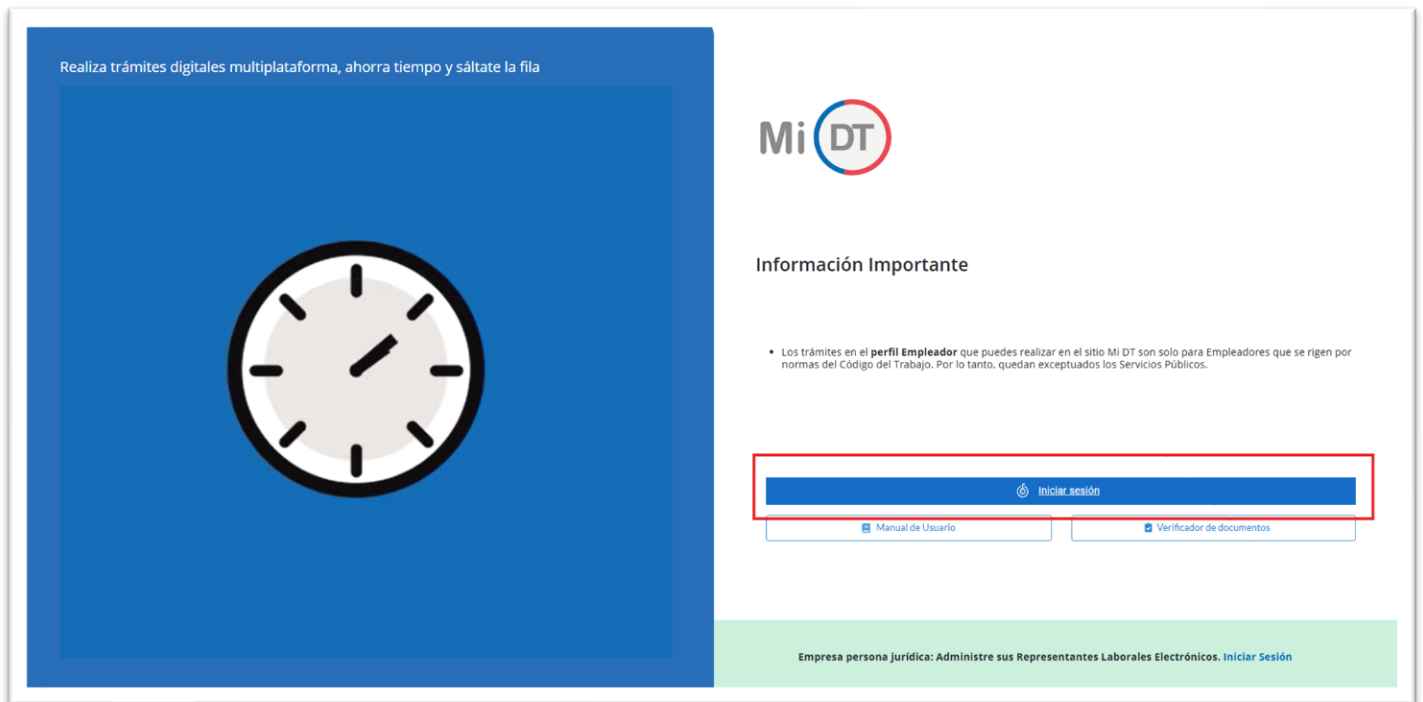 Realiza trámites digitales multiplataforma, ahorra tiempo y sáltate la fila
Mi DT
Información Importante
• Los trámites en el perfil Empleador que puedes realizar en el sitio Mi DT son solo para Empleadores que se rigen por
normas del Código del Trabajo. Por lo tanto, quedan exceptuados los Servicios Públicos.
Iniciar sesión
Manual de Usuario
Verificador de documentos
Empresa persona jurídica: Administre sus Representantes Laborales Electrónicos. Iniciar Sesión